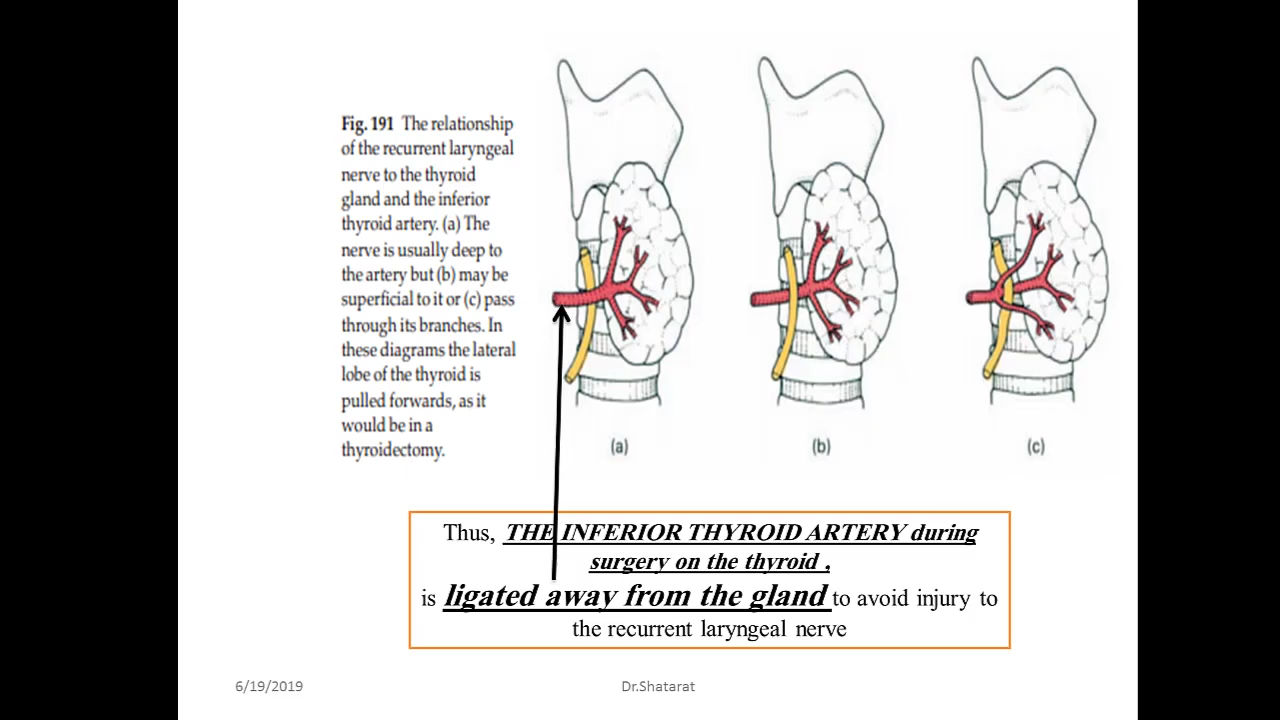 Fig. 191 The relationship
of the recurrent laryngeal
nerve to the thyroid
gland and the inferior
thyroid artery. (a) The
nerve is usually deep to
the artery but (b) may be
superficial to it or (c) pass
through its branches. In
these diagrams the lateral
lobe of the thyroid is
pulled forwards, as it
would be in a
thyroidectomy.
(a)
(b)
(c)
Thus, THE INFERIOR THYROID ARTERY during
surgery on the thyroid ,
is ligated away from the gland to avoid injury to
the recurrent laryngeal nerve
6/19/2019
Dr.Shatarat